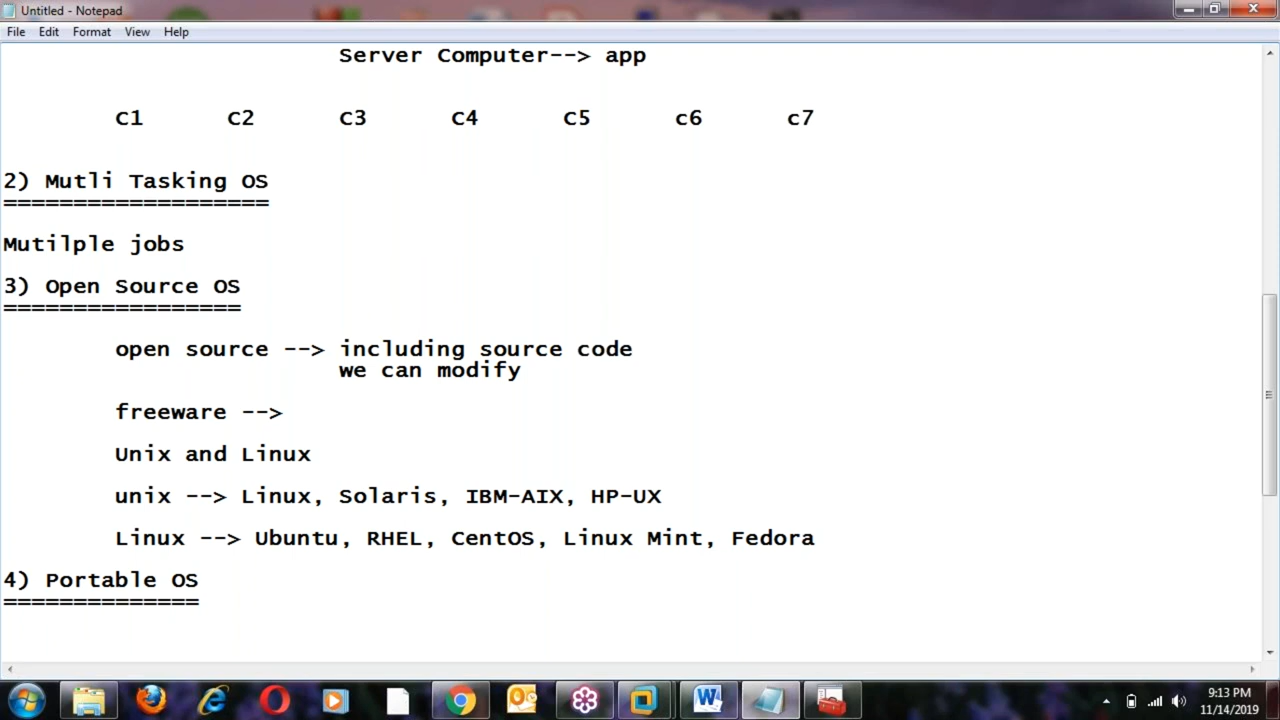 Untitled - Notepad
File Edit Format View Help
Server Computer--> app
c1 c2 c3 c4 c5 c6 c7
2) Mutli Tasking OS
===================
Mutilple jobs
3) Open Source OS
=================
open source --> including source code
we can modify
freeware -->
Unix and Linux
unix --> Linux, Solaris, IBM-AIX, HP-UX
Linux --> Ubuntu, RHEL, CentOS, Linux Mint, Fedora
4) Portable OS
==============
9:13 PM
11/14/2019